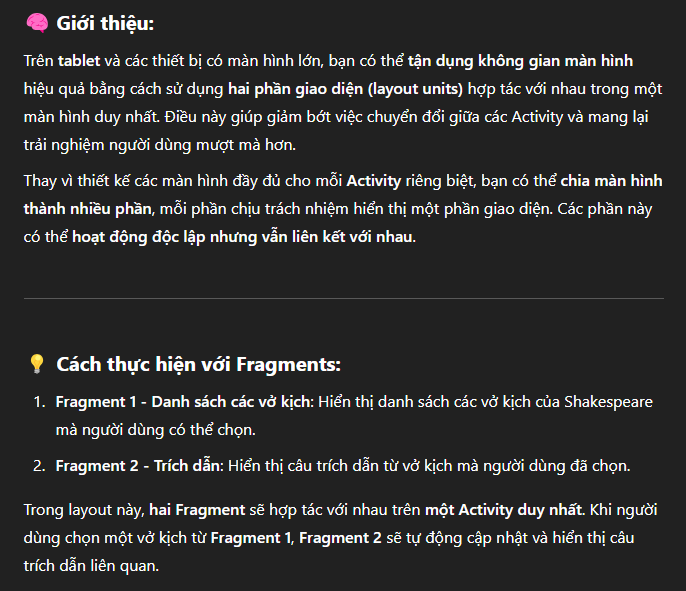 🧠 Giới thiệu:
Trên tablet và các thiết bị có màn hình lớn, bạn có thể tận dụng không gian màn hình
hiệu quả bằng cách sử dụng hai phần giao diện (layout units) hợp tác với nhau trong một
màn hình duy nhất. Điều này giúp giảm bớt việc chuyển đổi giữa các Activity và mang lại
trải nghiệm người dùng mượt mà hơn.
Thay vì thiết kế các màn hình đầy đủ cho mỗi Activity riêng biệt, bạn có thể chia màn hình
thành nhiều phần, mỗi phần chịu trách nhiệm hiển thị một phần giao diện. Các phần này
có thể hoạt động độc lập nhưng vẫn liên kết với nhau.
💡 Cách thực hiện với Fragments:
1. Fragment 1 - Danh sách các vở kịch: Hiển thị danh sách các vở kịch của Shakespeare
mà người dùng có thể chọn.
2. Fragment 2 - Trích dẫn: Hiển thị câu trích dẫn từ vở kịch mà người dùng đã chọn.
Trong layout này, hai Fragment sẽ hợp tác với nhau trên một Activity duy nhất. Khi người
dùng chọn một vở kịch từ Fragment 1, Fragment 2 sẽ tự động cập nhật và hiển thị câu
trích dẫn liên quan.